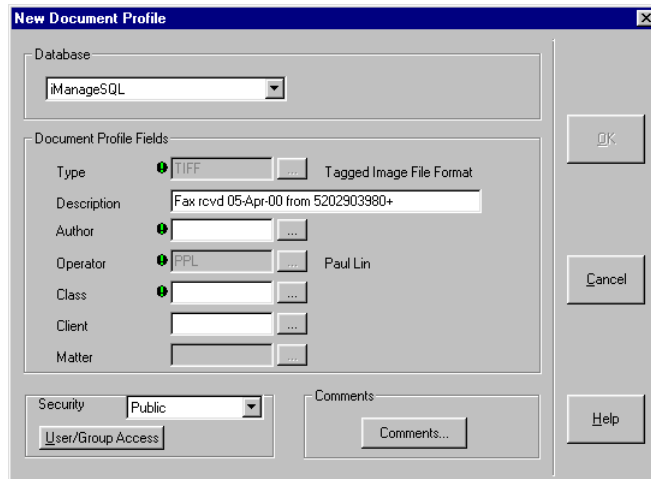 New Document Profile
Database
iManageSQL
Document Profile Fields
Type TIFF ... Tagged Image File Format
Description Fax rcvd 05-Apr-00 from 5202903980+
Author ...
Operator PPL ... Paul Lin
Class ...
Client ...
Matter ...
Security Public
User/Group Access
Comments
Comments...
OK
Cancel
Help